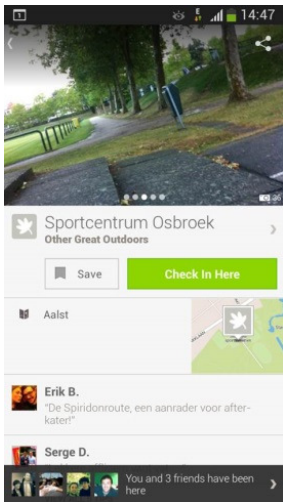 1
E
14:47
Sportcentrum Osbroek
Other Great Outdoors
Save
Check In Here
Aalst
Erik B.
"De Spiridonroute, een aanrader voor after-
kater!"
Serge D.
You and 3 friends have been
here